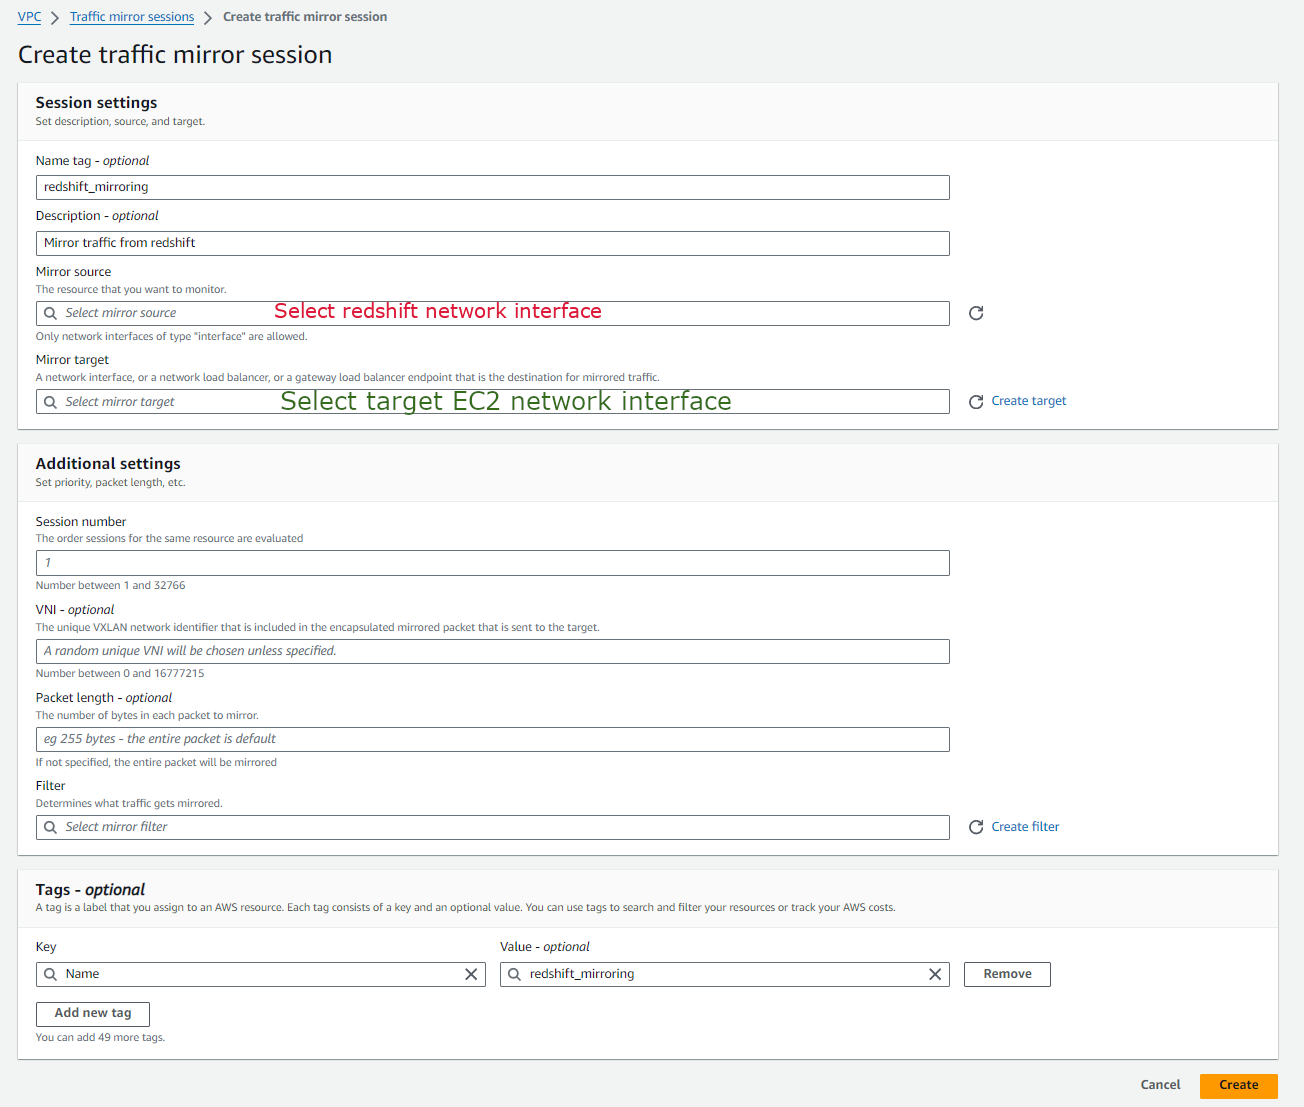 VPC > Traffic mirror sessions > Create traffic mirror session
Create traffic mirror session
Session settings
Set description, source, and target.
Name tag - optional
redshift_mirroring
Description - optional
Mirror traffic from redshift
Mirror source
The resource that you want to monitor.
Select mirror source Select redshift network interface
Only network interfaces of type "interface" are allowed.
Mirror target
A network interface, or a network load balancer, or a gateway load balancer endpoint that is the destination for mirrored traffic.
Select mirror target Select target EC2 network interface Create target
Additional settings
Set priority, packet length, etc.
Session number
The order sessions for the same resource are evaluated
1
Number between 1 and 32766
VNI - optional
The unique VXLAN network identifier that is included in the encapsulated mirrored packet that is sent to the target.
A random unique VNI will be chosen unless specified.
Number between 0 and 16777215
Packet length - optional
The number of bytes in each packet to mirror.
eg 255 bytes - the entire packet is default
If not specified, the entire packet will be mirrored
Filter
Determines what traffic gets mirrored.
Select mirror filter Create filter
Tags - optional
A tag is a label that you assign to an AWS resource. Each tag consists of a key and an optional value. You can use tags to search and filter your resources or track your AWS costs.
Key Value - optional
Name redshift_mirroring Remove
Add new tag
You can add 49 more tags.
Cancel Create